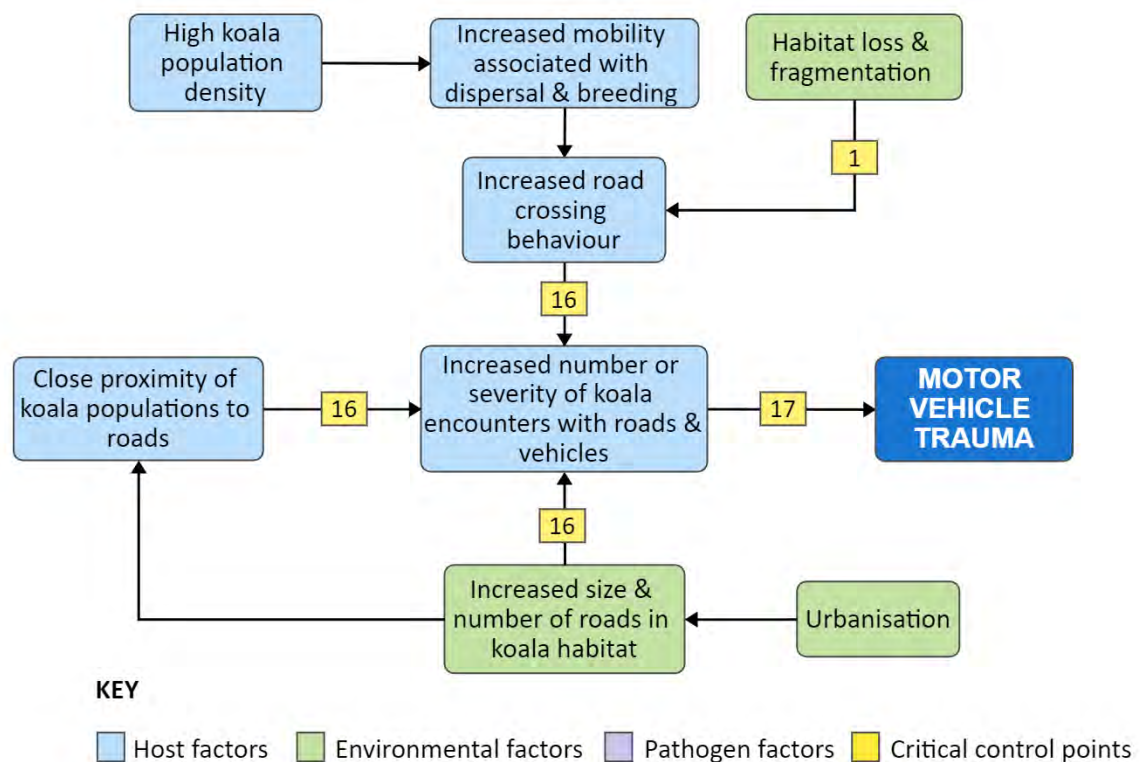 High koala
population
density
Increased mobility
associated with
dispersal & breeding
Habitat loss &
fragmentation
1
Increased road
crossing
behaviour
16
Close proximity of
koala populations to
roads
16
Increased number or
severity of koala
encounters with roads &
vehicles
17
MOTOR
VEHICLE
TRAUMA
16
Increased size &
number of roads in
koala habitat
Urbanisation
KEY
Host factors
Environmental factors
Pathogen factors
Critical control points